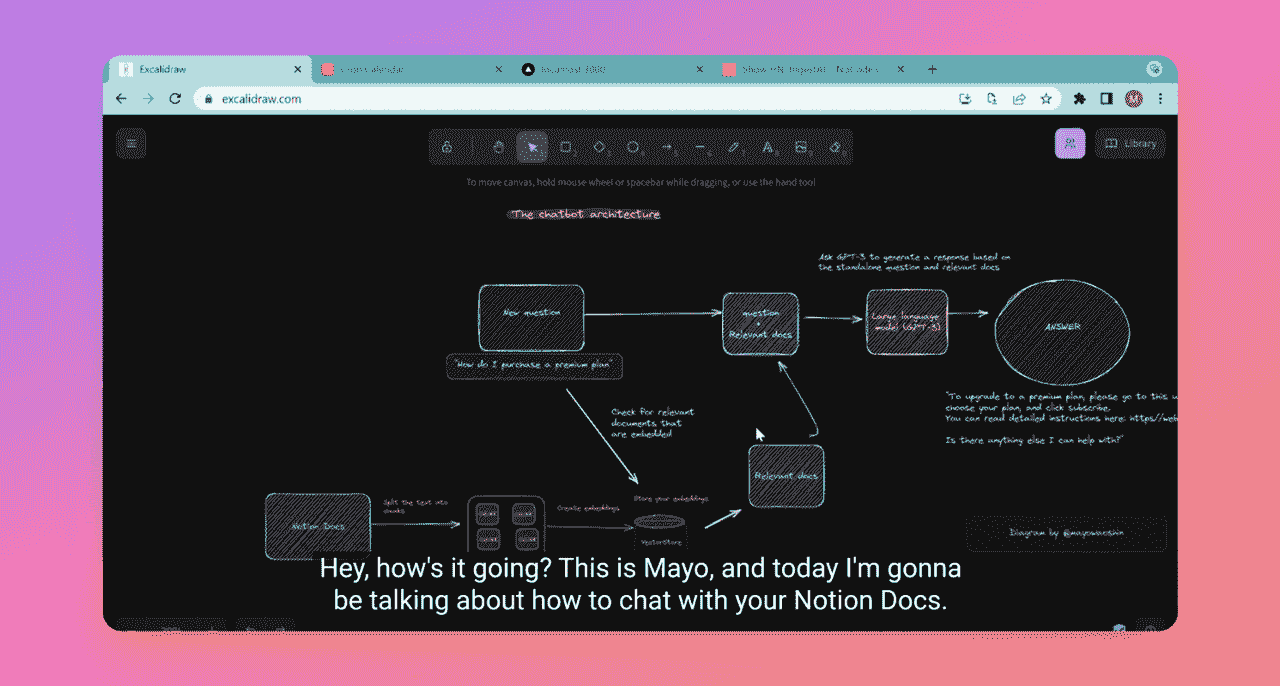 Excalidraw
localhost:3000
excalidraw.com
Library
To move canvas, hold mouse wheel or spacebar while dragging, or use the hand tool
The chatbot architecture
Ask GPT-3 to generate a response based on
the standalone question and relevant docs
New question
question
+
Relevant docs
Large language
model (GPT-3)
ANSWER
"How do I purchase a premium plan"
"To upgrade to a premium plan, please go to this u
choose your plan, and click subscribe.
You can read detailed instructions here: https//web
Is there anything else I can help with?"
Check for relevant
documents that
are embedded
Relevant docs
Notion Docs
Split the text into
chunks
Create embeddings
Store your embeddings
Vectorstore
Diagram by @mayowaoshin
Hey, how's it going? This is Mayo, and today I'm gonna
be talking about how to chat with your Notion Docs.